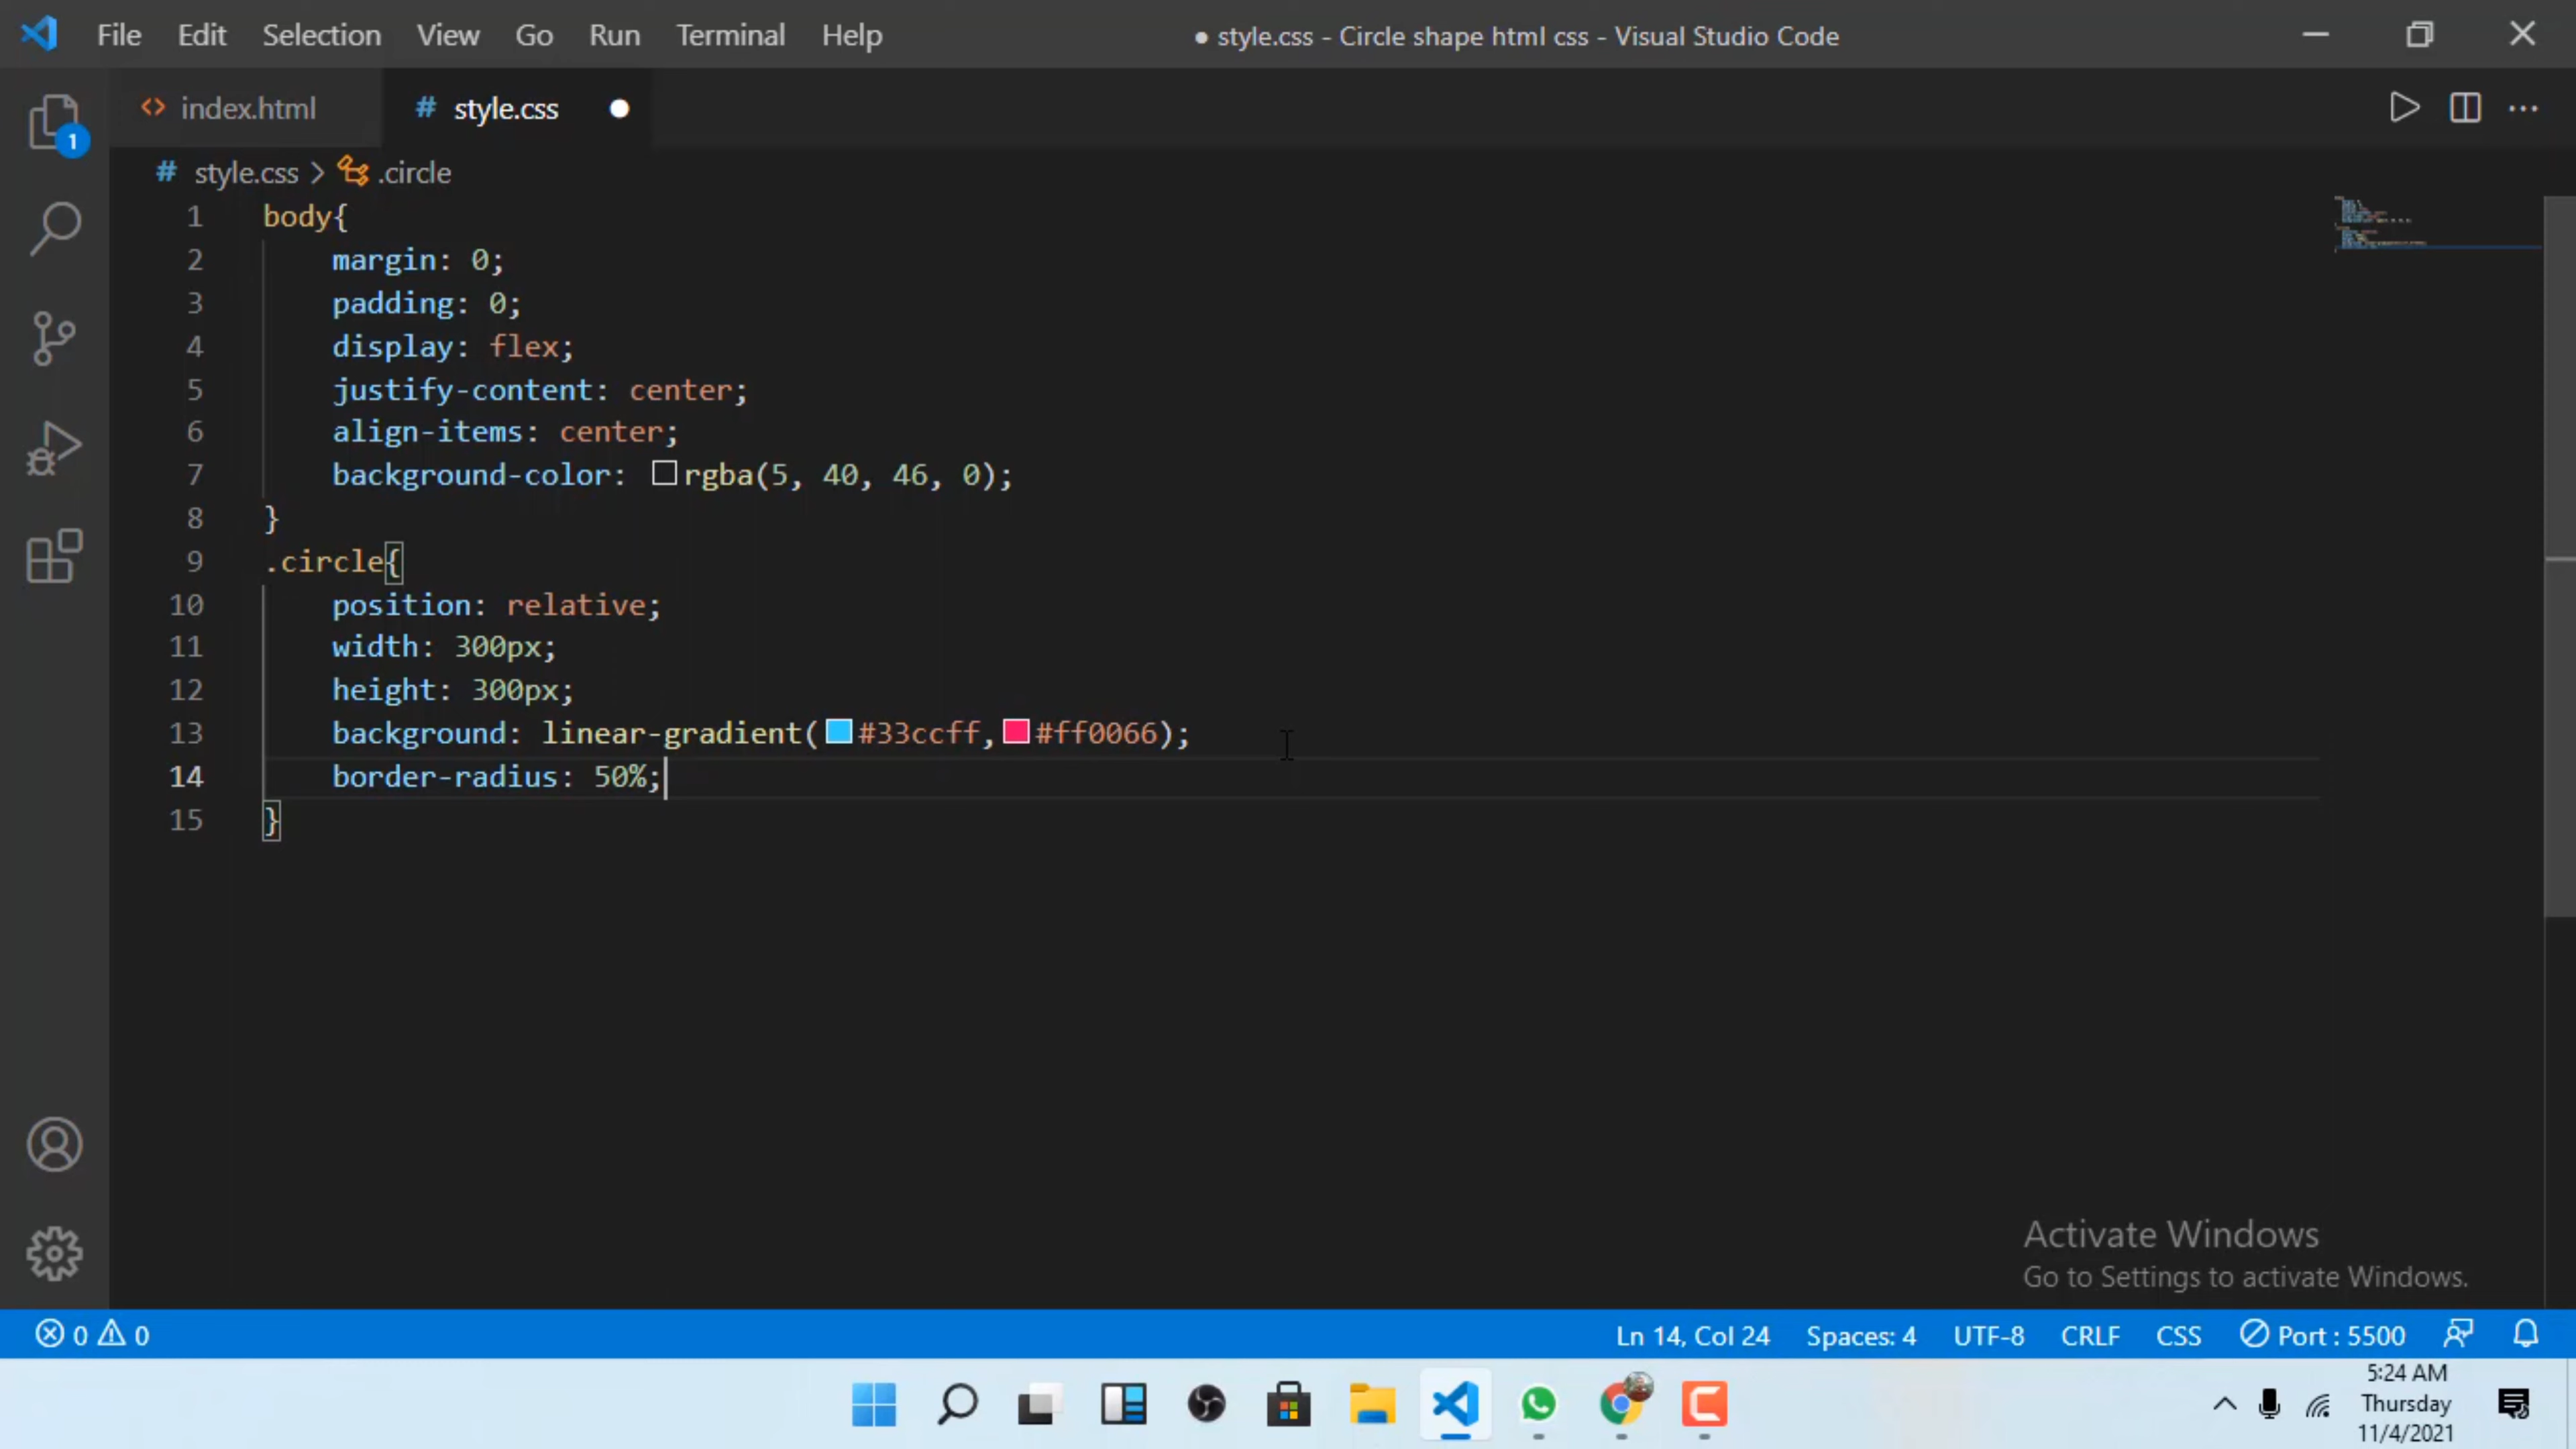 File Edit Selection View Go Run Terminal Help
● style.css - Circle shape html css - Visual Studio Code
index.html
# style.css ●
1
# style.css > .circle
1 body{
2 margin: 0;
3 padding: 0;
4 display: flex;
5 justify-content: center;
6 align-items: center;
7 background-color: rgba(5, 40, 46, 0);
8 }
9 .circle{
10 position: relative;
11 width: 300px;
12 height: 300px;
13 background: linear-gradient(#33ccff,#ff0066);
14 border-radius: 50%;
15 }
Activate Windows
Go to Settings to activate Windows.
0 0 Ln 14, Col 24 Spaces: 4 UTF-8 CRLF CSS Port : 5500
5:24 AM
Thursday
11/4/2021